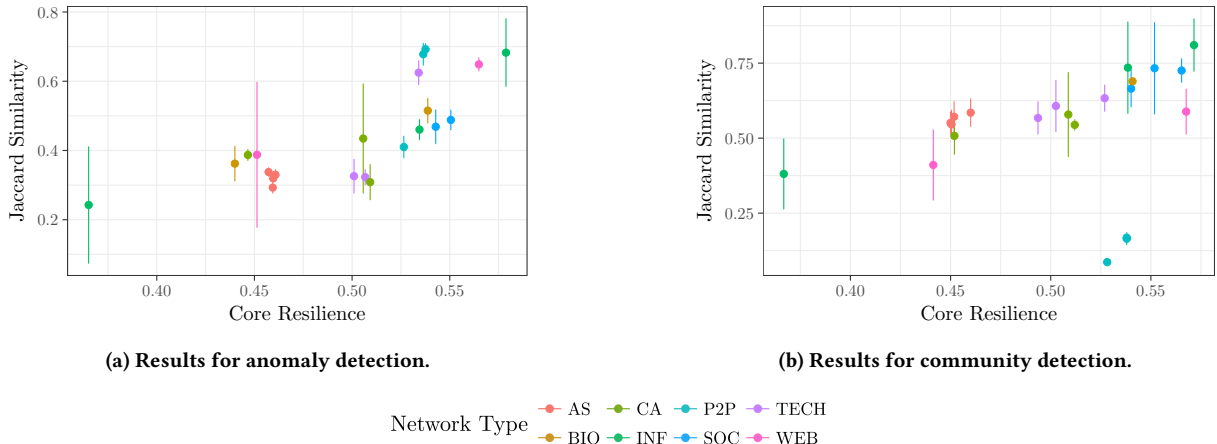 0.8
0.6
0.4
0.2
Jaccard Similarity
0.40
0.45
0.50
0.55
Core Resilience
(a) Results for anomaly detection.
0.75
0.50
0.25
Jaccard Similarity
0.40
0.45
0.50
0.55
Core Resilience
(b) Results for community detection.
Network Type
AS CA P2P TECH
BIO INF SOC WEB